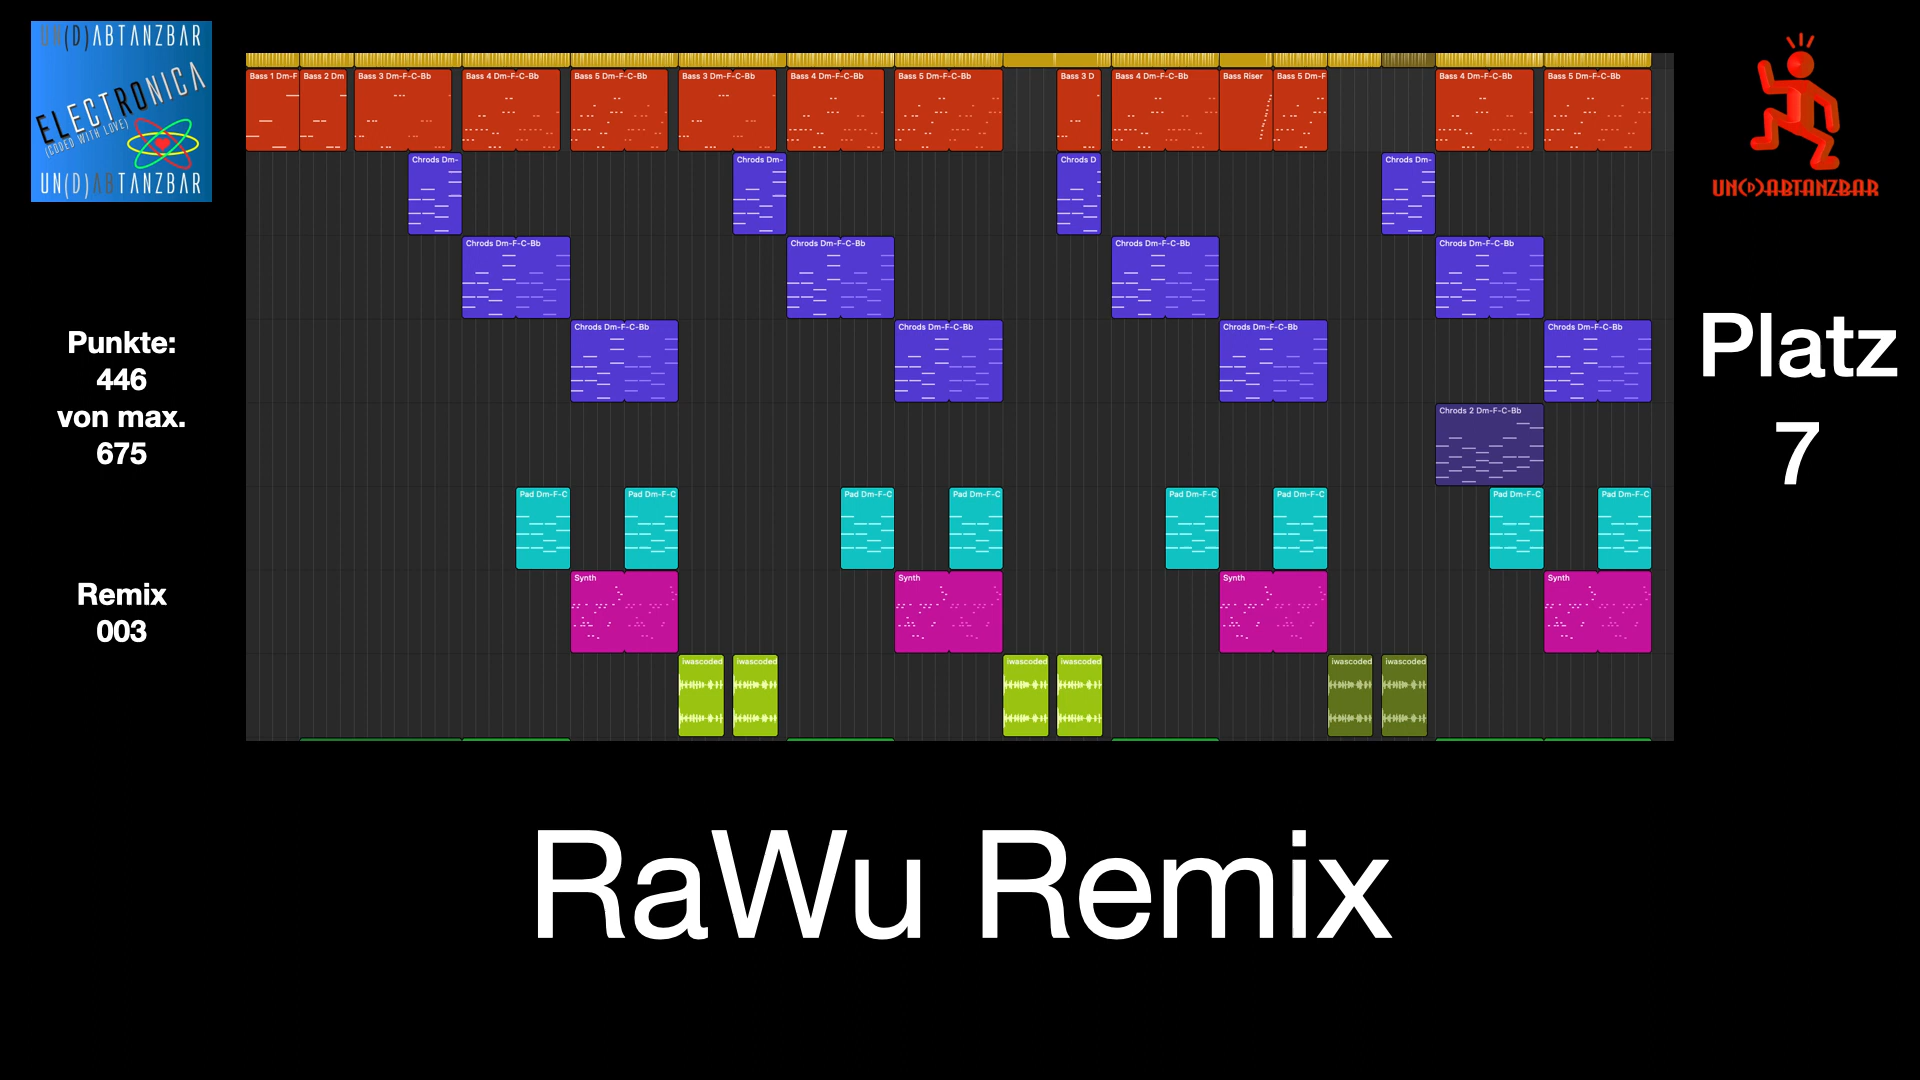 UN(D)ABTANZBAR
ELECTRONICA
(CODED WITH LOVE)
UN(D)ABTANZBAR
UN(D)ABTANZBAR
Punkte:
446
von max.
675
Remix
003
Platz
7
Bass 1 Dm-F
Bass 2 Dm
Bass 3 Dm-F-C-Bb
Bass 4 Dm-F-C-Bb
Bass 5 Dm-F-C-Bb
Bass 3 Dm-F-C-Bb
Bass 4 Dm-F-C-Bb
Bass 5 Dm-F-C-Bb
Bass 3 D
Bass 4 Dm-F-C-Bb
Bass Riser
Bass 5 Dm-F
Bass 4 Dm-F-C-Bb
Bass 5 Dm-F-C-Bb
Chrods Dm-
Chrods Dm-
Chrods D
Chrods Dm-
Chrods Dm-F-C-Bb
Chrods Dm-F-C-Bb
Chrods Dm-F-C-Bb
Chrods Dm-F-C-Bb
Chrods Dm-F-C-Bb
Chrods Dm-F-C-Bb
Chrods Dm-F-C-Bb
Chrods Dm-F-C-Bb
Chrods 2 Dm-F-C-Bb
Pad Dm-F-C
Pad Dm-F-C
Pad Dm-F-C
Pad Dm-F-C
Pad Dm-F-C
Pad Dm-F-C
Pad Dm-F-C
Pad Dm-F-C
Synth
Synth
Synth
Synth
iwascoded
iwascoded
iwascoded
iwascoded
iwascoded
iwascoded
RaWu Remix